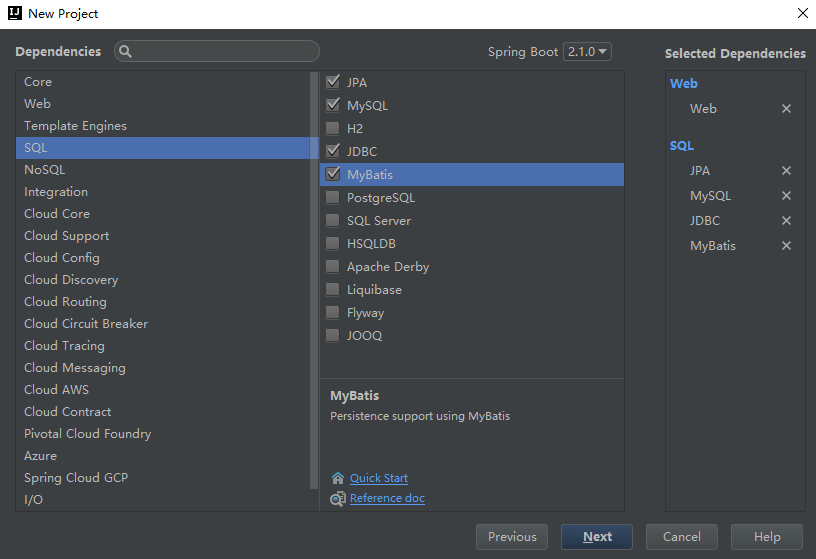 New Project
Dependencies
Spring Boot 2.1.0
Selected Dependencies
Core
Web
Template Engines
SQL
NoSQL
Integration
Cloud Core
Cloud Support
Cloud Config
Cloud Discovery
Cloud Routing
Cloud Circuit Breaker
Cloud Tracing
Cloud Messaging
Cloud AWS
Cloud Contract
Pivotal Cloud Foundry
Azure
Spring Cloud GCP
I/O
JPA
MySQL
H2
JDBC
MyBatis
PostgreSQL
SQL Server
HSQLDB
Apache Derby
Liquibase
Flyway
JOOQ
MyBatis
Persistence support using MyBatis
Quick Start
Reference doc
Web
Web
SQL
JPA
MySQL
JDBC
MyBatis
Previous
Next
Cancel
Help